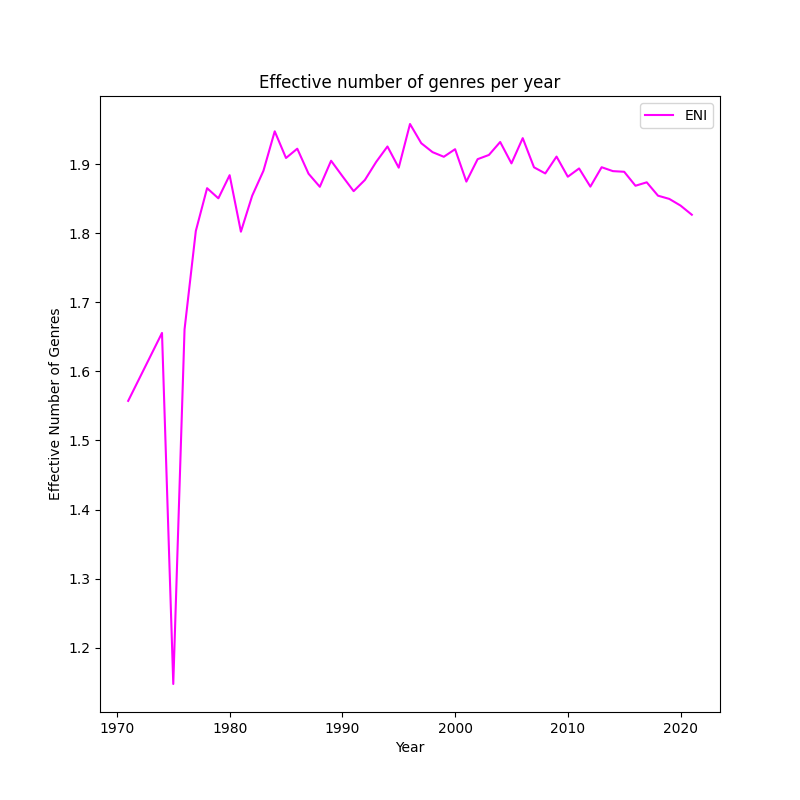 Effective number of genres per year
ENI
Effective Number of Genres
1.9
1.8
1.7
1.6
1.5
1.4
1.3
1.2
1970 1980 1990 2000 2010 2020
Year